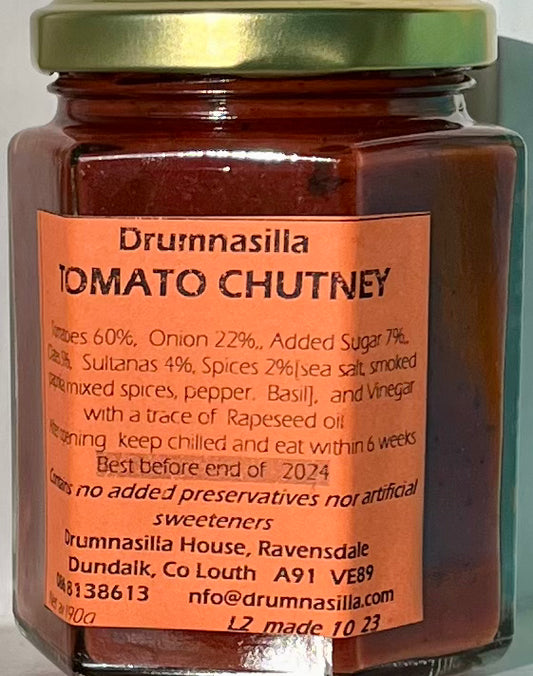 Drumnasilla
TOMATO CHUTNEY
60%, Onion 22%,, Added Sugar 7%,,
Sultanas 4%, Spices 2%[sea salt, smoked
mixed spices, pepper. Basil], and Vinegar
with a trace of Rapeseed oil
keep chilled and eat within 6 weeks
Best before end of 2024
no added preservatives nor artificial
sweeteners
Drumnasilla House, Ravensdale
Dundalk, Co Louth A91 VE89
8138613 nfo@drumnasilla.com
L2 made 10 23